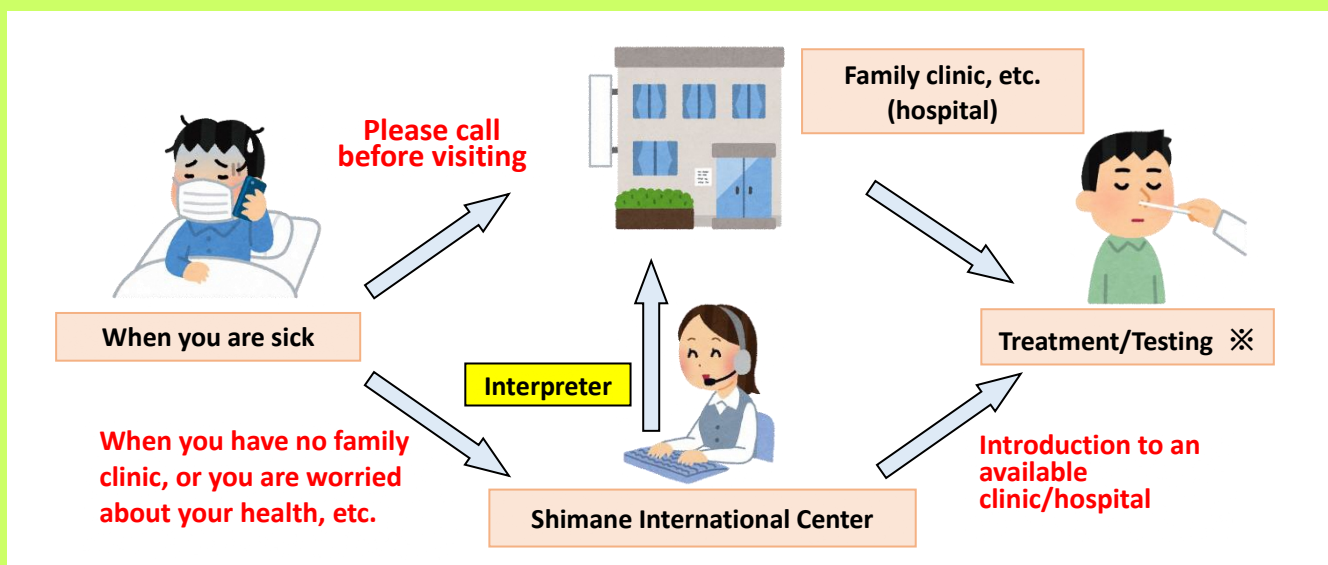 Family clinic, etc.
(hospital)
Please call
before visiting
When you are sick
Interpreter
Treatment/Testing ※
When you have no family
clinic, or you are worried
about your health, etc.
Shimane International Center
Introduction to an
available
clinic/hospital